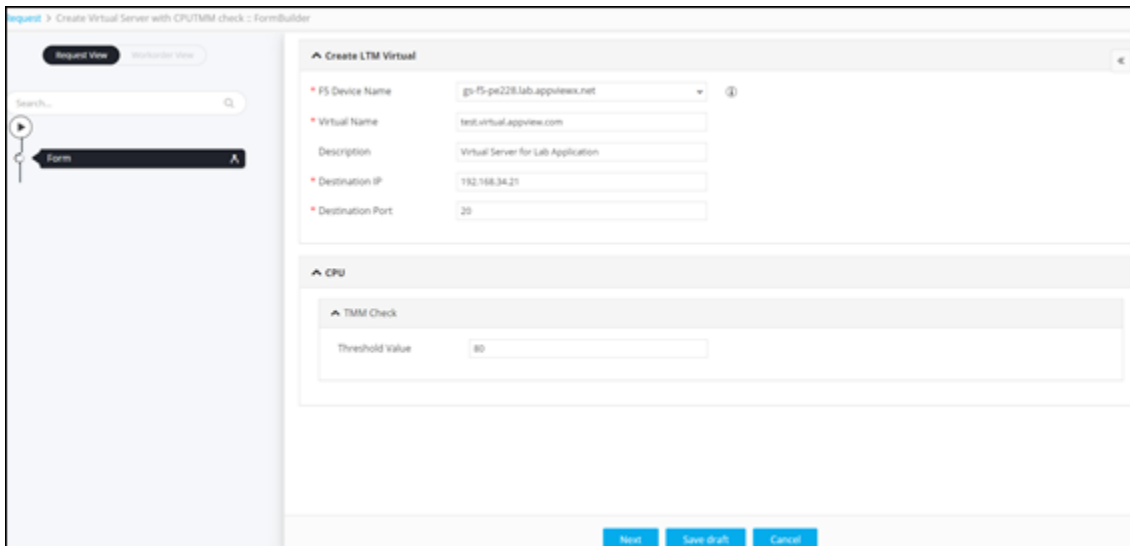 Request > Create Virtual Server with CPUTMM check :: FormBuilder
Request View Workorder View
Search...
Form
Create LTM Virtual
* F5 Device Name gs-f5-pe228.lab.appviewx.net
* Virtual Name test.virtual.appview.com
Description Virtual Server for Lab Application
* Destination IP 192.168.34.21
* Destination Port 20
CPU
TMM Check
Threshold Value 80
Next Save draft Cancel